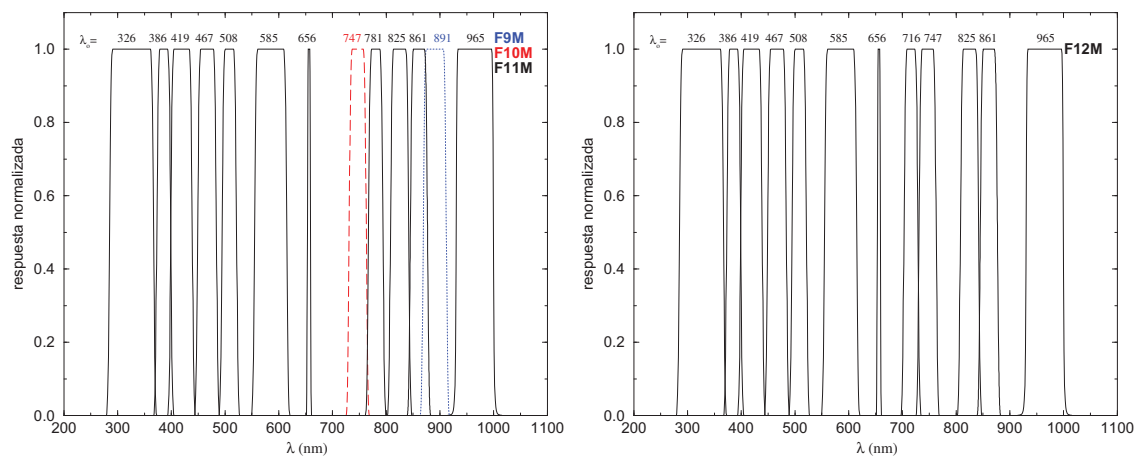 λₒ= 326 386 419 467 508 585 656 747 781 825 861 891 F9M
F10M
F11M
1.0
0.8
0.6
0.4
0.2
0.0
respuesta normalizada
200 300 400 500 600 700 800 900 1000 1100
λ (nm)
λₒ= 326 386 419 467 508 585 656 716 747 825 861 965 F12M
1.0
0.8
0.6
0.4
0.2
0.0
respuesta normalizada
200 300 400 500 600 700 800 900 1000 1100
λ (nm)
965